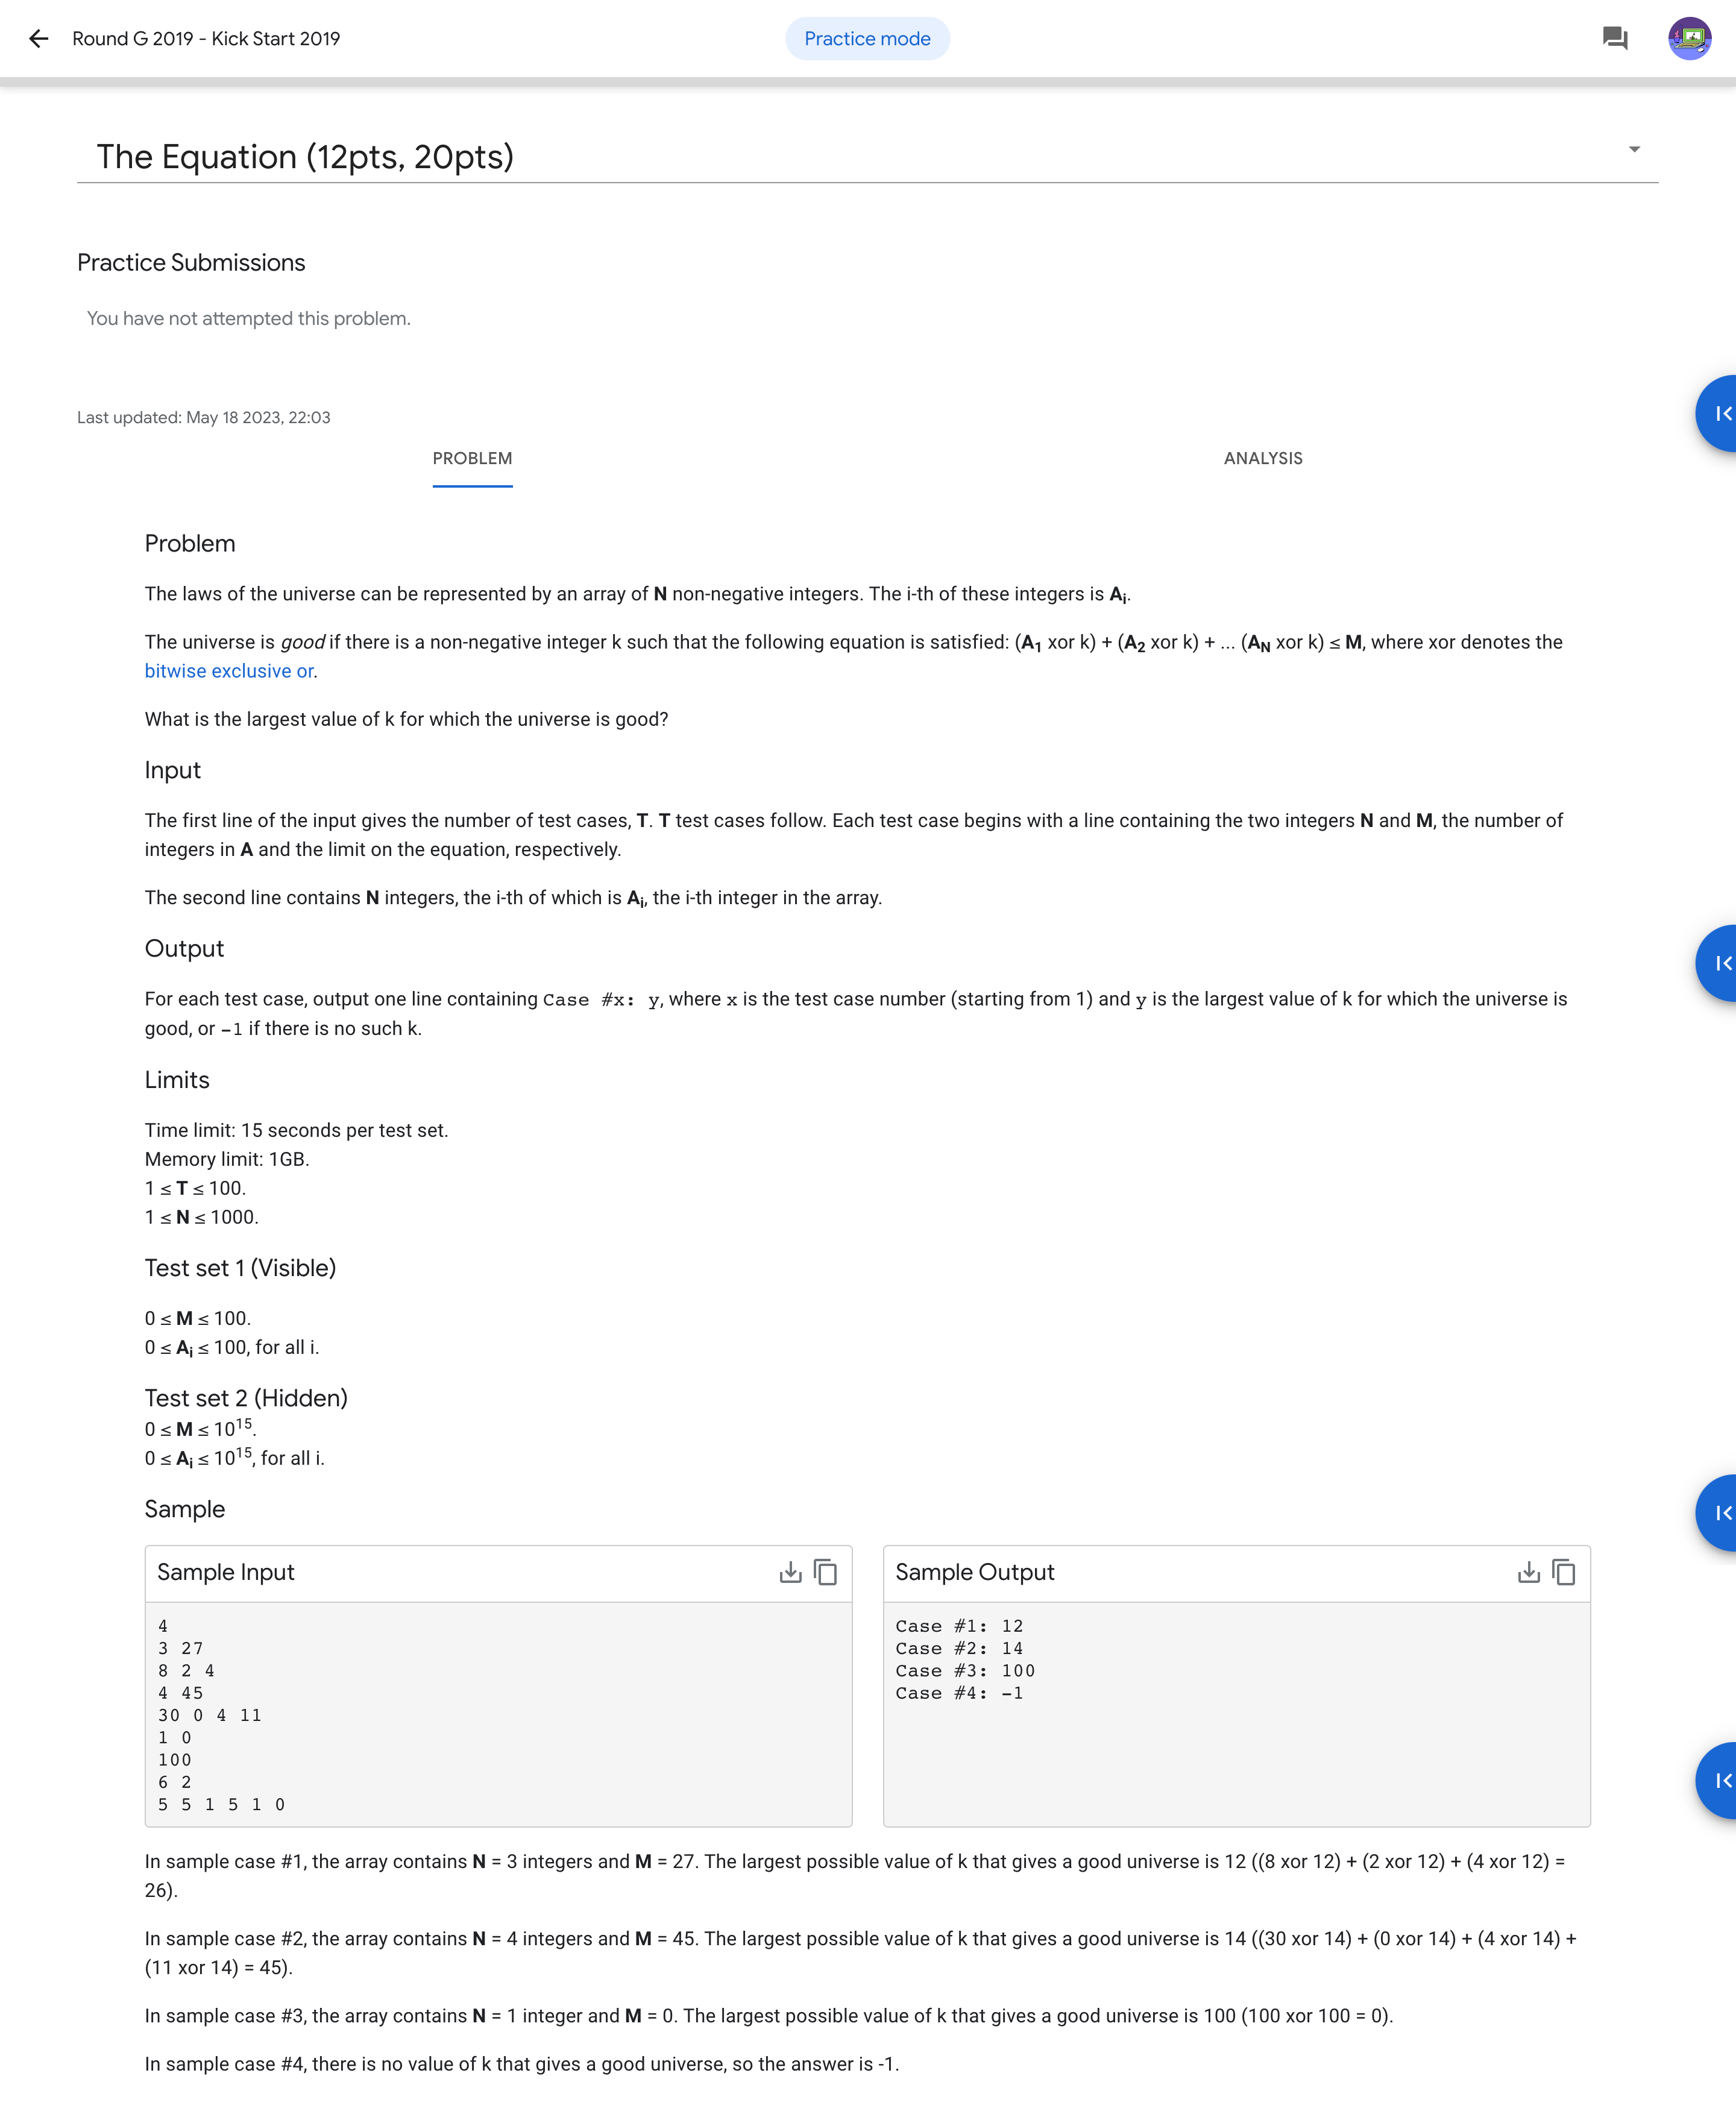 Round G 2019 - Kick Start 2019
Practice mode
The Equation (12pts, 20pts)
Practice Submissions
You have not attempted this problem.
Last updated: May 18 2023, 22:03
PROBLEM
ANALYSIS
Problem
The laws of the universe can be represented by an array of N non-negative integers. The i-th of these integers is Ai.
The universe is good if there is a non-negative integer k such that the following equation is satisfied: (A1 xor k) + (A2 xor k) + ... (AN xor k) ≤ M, where xor denotes the
bitwise exclusive or.
What is the largest value of k for which the universe is good?
Input
The first line of the input gives the number of test cases, T. T test cases follow. Each test case begins with a line containing the two integers N and M, the number of
integers in A and the limit on the equation, respectively.
The second line contains N integers, the i-th of which is Ai, the i-th integer in the array.
Output
For each test case, output one line containing Case #x: y, where x is the test case number (starting from 1) and y is the largest value of k for which the universe is
good, or -1 if there is no such k.
Limits
Time limit: 15 seconds per test set.
Memory limit: 1GB.
1 ≤ T ≤ 100.
1 ≤ N ≤ 1000.
Test set 1 (Visible)
0 ≤ M ≤ 100.
0 ≤ Ai ≤ 100, for all i.
Test set 2 (Hidden)
0 ≤ M ≤ 10^15.
0 ≤ Ai ≤ 10^15, for all i.
Sample
Sample Input
4
3 27
8 2 4
4 45
30 0 4 11
1 0
100
6 2
5 5 1 5 1 0
Sample Output
Case #1: 12
Case #2: 14
Case #3: 100
Case #4: -1
In sample case #1, the array contains N = 3 integers and M = 27. The largest possible value of k that gives a good universe is 12 ((8 xor 12) + (2 xor 12) + (4 xor 12) =
26).
In sample case #2, the array contains N = 4 integers and M = 45. The largest possible value of k that gives a good universe is 14 ((30 xor 14) + (0 xor 14) + (4 xor 14) +
(11 xor 14) = 45).
In sample case #3, the array contains N = 1 integer and M = 0. The largest possible value of k that gives a good universe is 100 (100 xor 100 = 0).
In sample case #4, there is no value of k that gives a good universe, so the answer is -1.